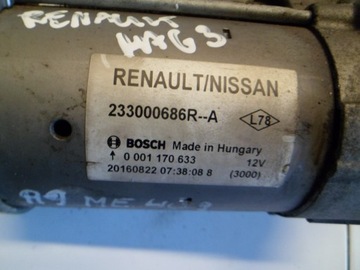 RENAULT
RENAULT/NISSAN
233000686R--A
L78
BOSCH Made in Hungary
0 001 170 633 12V
20160822 07:38:08 8 (3000)